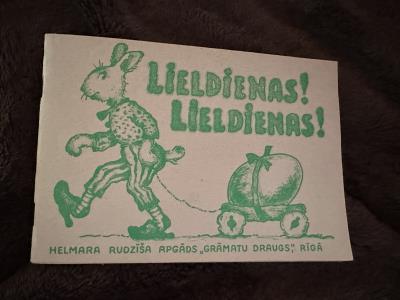 LIELDIENAS!
LIELDIENAS!
HELMARA RUDZĪŠA APGĀDS „GRĀMATU DRAUGS”, RĪGĀ